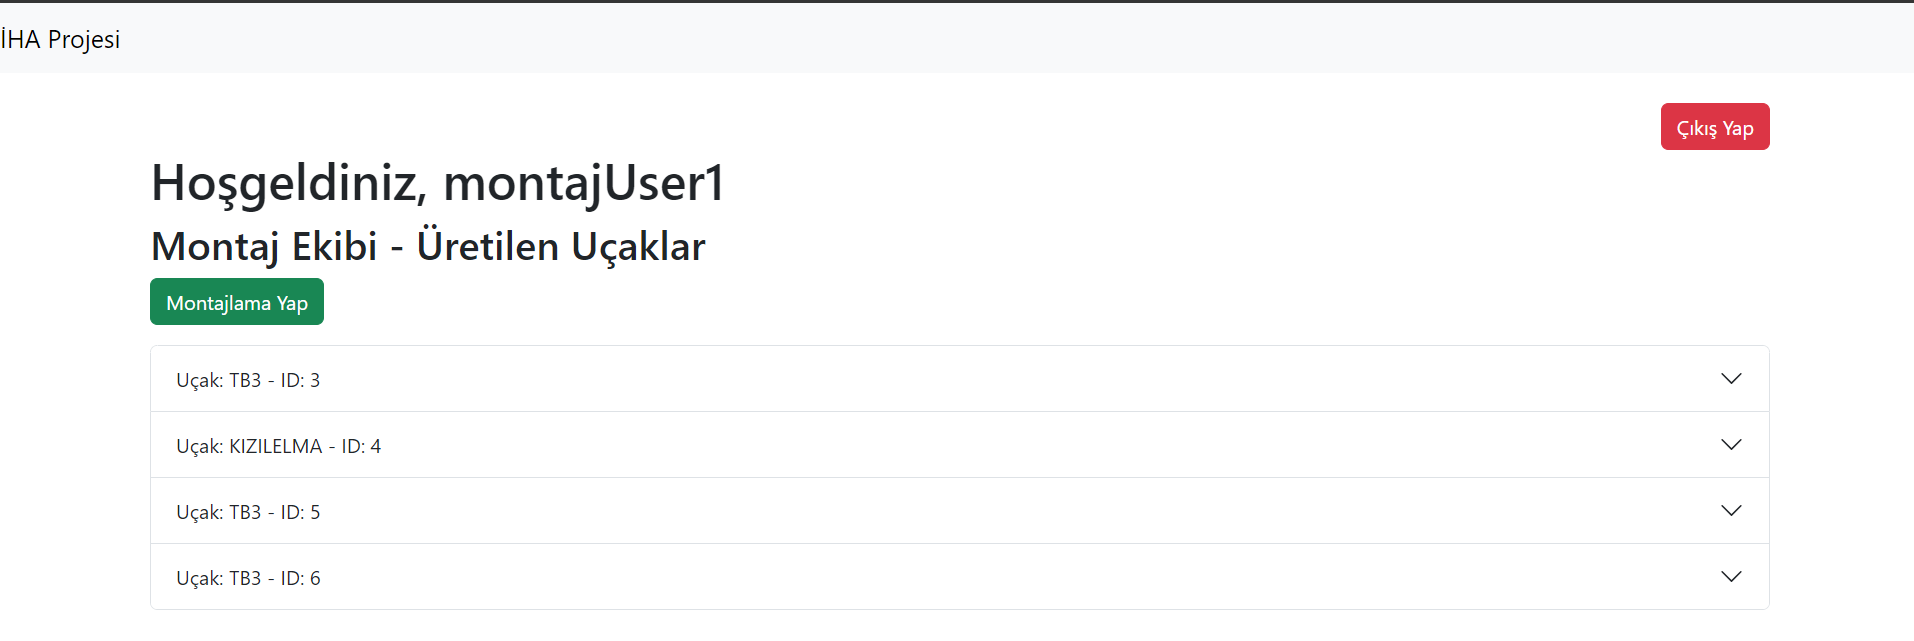 İHA Projesi
Çıkış Yap
Hoşgeldiniz, montajUser1
Montaj Ekibi - Üretilen Uçaklar
Montajlama Yap
Uçak: TB3 - ID: 3
Uçak: KIZILELMA - ID: 4
Uçak: TB3 - ID: 5
Uçak: TB3 - ID: 6